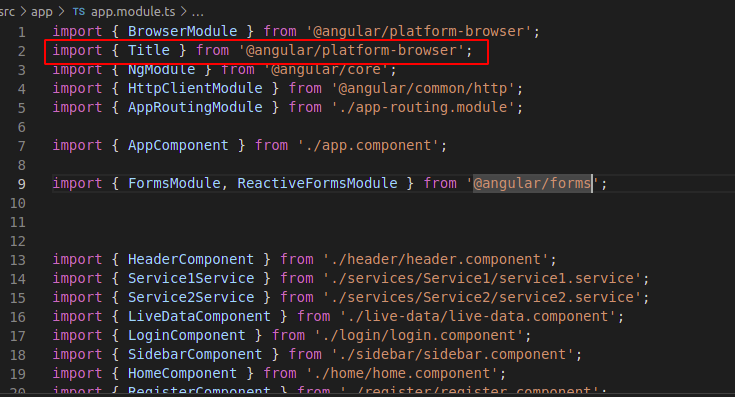 src > app > TS app.module.ts > ...
1 import { BrowserModule } from '@angular/platform-browser';
2 import { Title } from '@angular/platform-browser';
3 import { NgModule } from '@angular/core';
4 import { HttpClientModule } from '@angular/common/http';
5 import { AppRoutingModule } from './app-routing.module';
6
7 import { AppComponent } from './app.component';
8
9 import { FormsModule, ReactiveFormsModule } from '@angular/forms';
10
11
12
13 import { HeaderComponent } from './header/header.component';
14 import { Service1Service } from './services/Service1/service1.service';
15 import { Service2Service } from './services/Service2/service2.service';
16 import { LiveDataComponent } from './live-data/live-data.component';
17 import { LoginComponent } from './login/login.component';
18 import { SidebarComponent } from './sidebar/sidebar.component';
19 import { HomeComponent } from './home/home.component';
20 import { RegisterComponent } from './register/register.component';